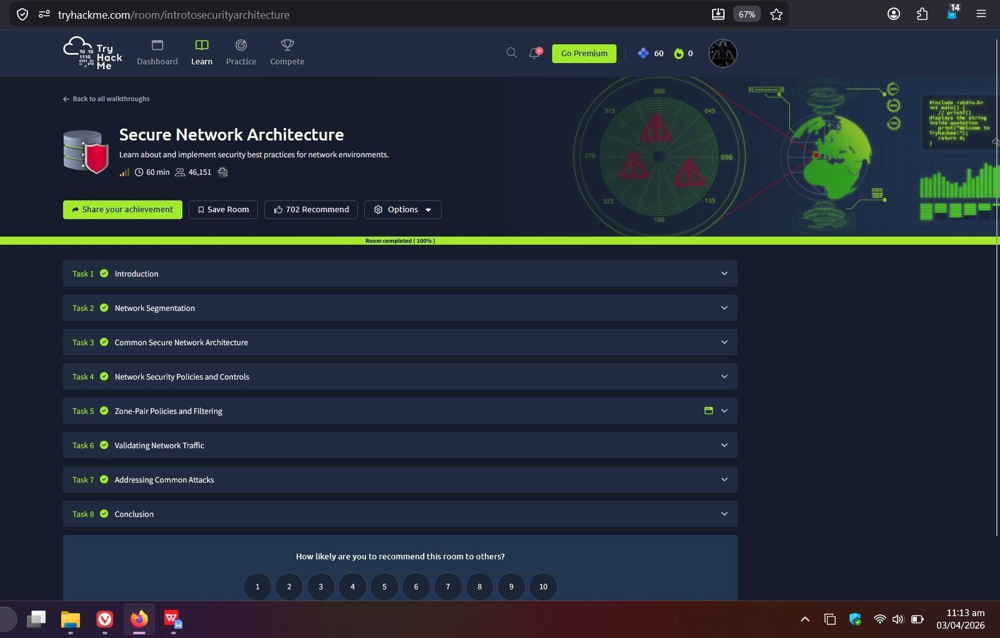 tryhackme.com/room/introtosecurityarchitecture
67%
14
Try
Hack
Me
Dashboard
Learn
Practice
Compete
6
Go Premium
60
0
Back to all walkthroughs
Secure Network Architecture
Learn about and implement security best practices for network environments.
60 min
46,151
Share your achievement
Save Room
702 Recommend
Options
000
045
090
135
180
225
270
315
#include <stdio.h>
int main() {
// printf()
displays the string
inside quotation
print("Welcome to
Tryhackme!");
return 0;
}
Room completed ( 100% )
Task 1 Introduction
Task 2 Network Segmentation
Task 3 Common Secure Network Architecture
Task 4 Network Security Policies and Controls
Task 5 Zone-Pair Policies and Filtering
Task 6 Validating Network Traffic
Task 7 Addressing Common Attacks
Task 8 Conclusion
How likely are you to recommend this room to others?
1 2 3 4 5 6 7 8 9 10
11:13 am
03/04/2026